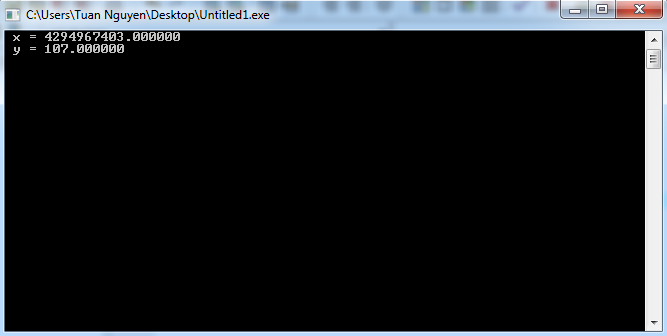 C:\Users\Tuan Nguyen\Desktop\Untitled1.exe
x = 4294967403.000000
y = 107.000000